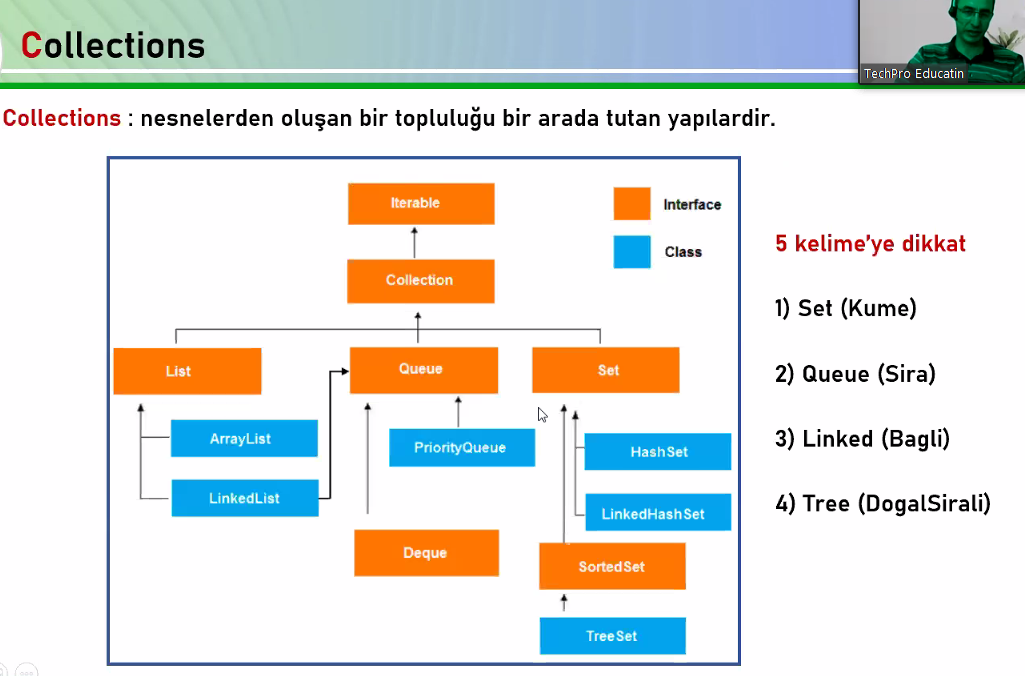 Collections
TechPro Educatin
Collections : nesnelerden oluşan bir topluluğu bir arada tutan yapılardir.
Iterable
Interface
Collection
Class
5 kelime’ye dikkat
1) Set (Kume)
List
Queue
Set
2) Queue (Sira)
ArrayList
PriorityQueue
HashSet
3) Linked (Bagli)
LinkedList
LinkedHashSet
4) Tree (DogalSirali)
Deque
SortedSet
TreeSet